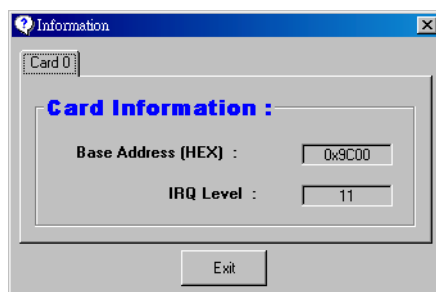 Information
Card 0
Card Information :
Base Address (HEX) : 0x9C00
IRQ Level : 11
Exit